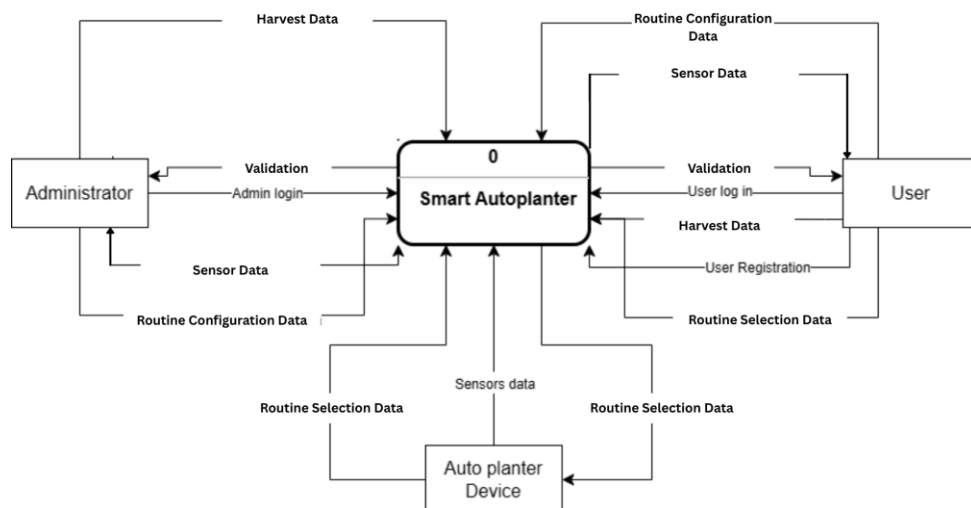 Harvest Data
Routine Configuration
Data
Sensor Data
0
Validation
Validation
Administrator
Admin login
Smart Autoplanter
User log in
User
Harvest Data
Sensor Data
User Registration
Routine Configuration Data
Routine Selection Data
Sensors data
Routine Selection Data
Routine Selection Data
Auto planter
Device